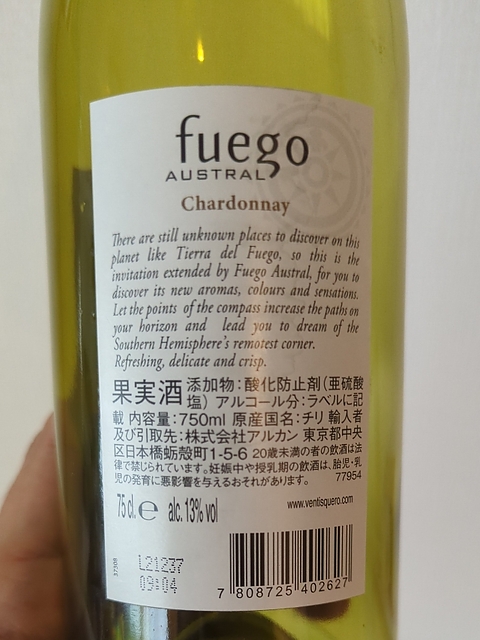 fuego
AUSTRAL
Chardonnay
There are still unknown places to discover on this
planet like Tierra del Fuego, so this is the
invitation extended by Fuego Austral, for you to
discover its new aromas, colours and sensations.
Let the points of the compass increase the paths on
your horizon and lead you to dream of the
Southern Hemisphere's remotest corner.
Refreshing, delicate and crisp.
果実酒 添加物:酸化防止剤(亜硫酸
塩) アルコール分:ラベルに記
載 内容量:750ml 原産国名:チリ 輸入者
及び引取先:株式会社アルカン 東京都中央
区日本橋蛎殻町1-5-6 20歳未満の者の飲酒は法
律で禁じられています。妊娠中や授乳期の飲酒は、胎児・乳
児の発育に悪影響を与えるおそれがあります。 77954
75 cl. e alc. 13% vol
www.ventisquero.com
L21237
09:04
7 808725 402627